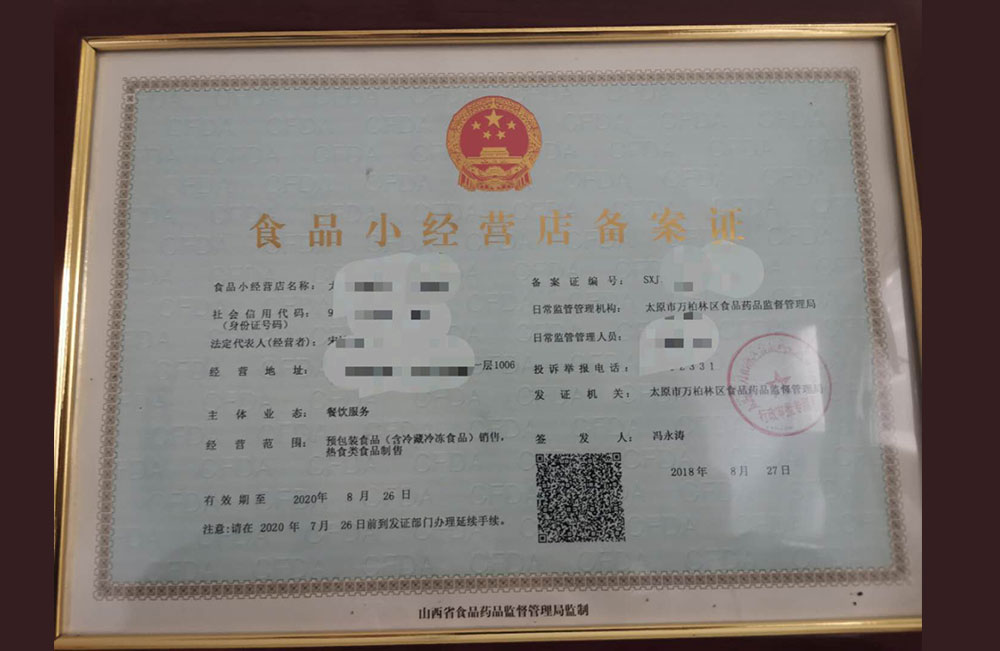 食品小经营店备案证
食品小经营店名称：
社会信用代码： 9
（身份证号码）
法定代表人(经营者)： 宋
经营地址： 一层1006
主体业态： 餐饮服务
经营范围： 预包装食品（含冷藏冷冻食品）销售，
热食类食品制售
有效期至 2020年 8月 26日
注意:请在 2020 年 7月 26日前到发证部门办理延续手续。
备案证编号： SXJ
日常监管管理机构： 太原市万柏林区食品药品监督管理局
日常监管管理人员：
投诉举报电话： 2331
发证机关： 太原市万柏林区食品药品监督管理局
签发人： 冯永涛
2018年 8月 27日
山西省食品药品监督管理局监制